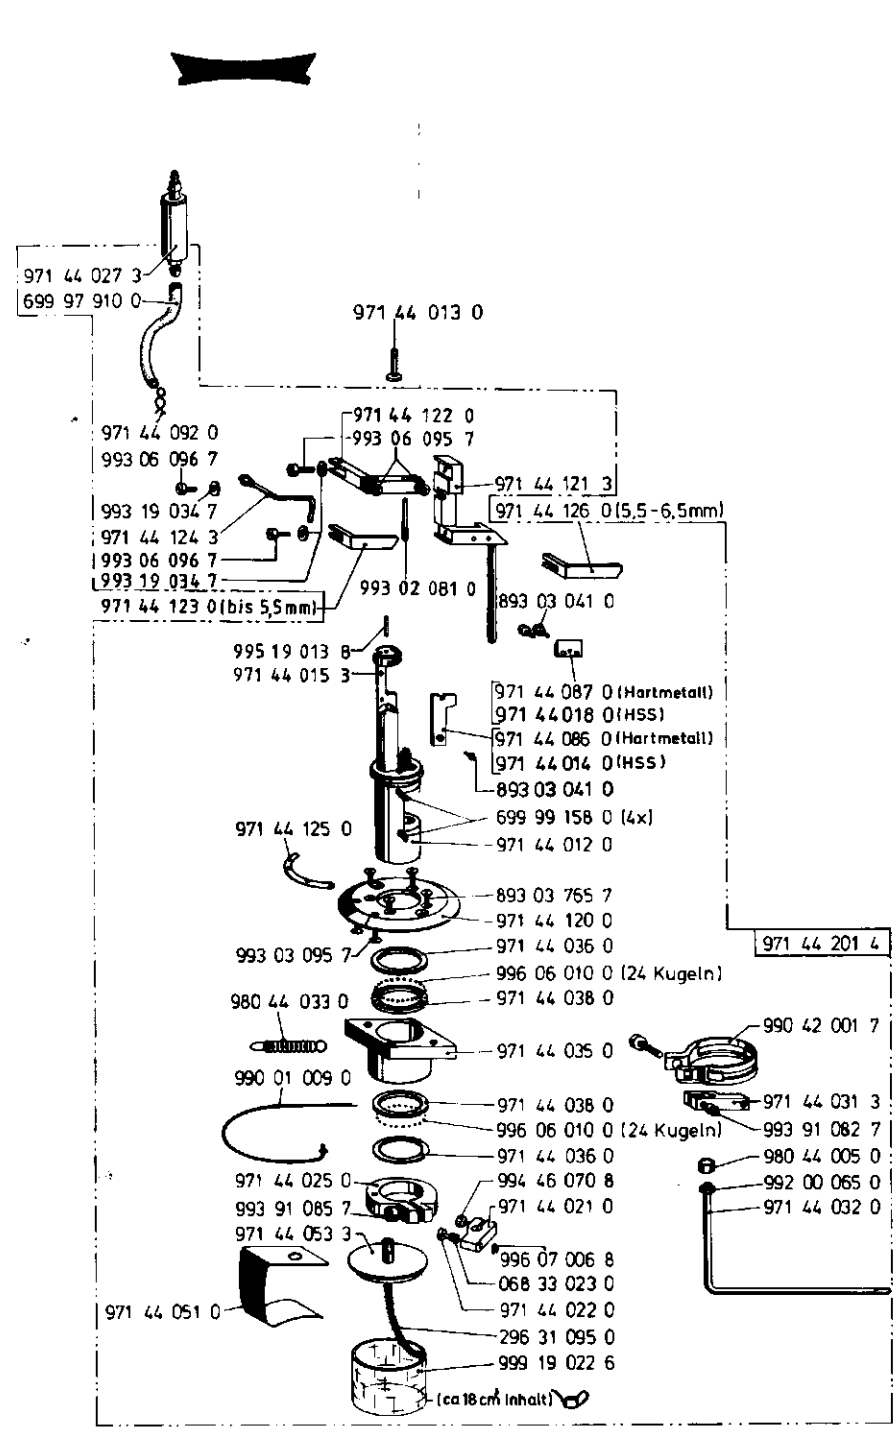 971 44 027 3
699 97 910 0
971 44 013 0
971 44 122 0
993 06 095 7
971 44 092 0
993 06 096 7
971 44 121 3
971 44 126 0 (5,5-6,5mm)
993 19 034 7
971 44 124 3
993 06 096 7
993 19 034 7
993 02 081 0
971 44 123 0 (bis 5,5mm)
893 03 041 0
995 19 013 8
971 44 015 3
971 44 087 0 (Hartmetall)
971 44 018 0 (HSS)
971 44 086 0 (Hartmetall)
971 44 014 0 (HSS)
893 03 041 0
699 99 158 0 (4x)
971 44 125 0
971 44 012 0
893 03 765 7
971 44 120 0
971 44 201 4
971 44 036 0
993 03 095 7
996 06 010 0 (24 Kugeln)
980 44 033 0
971 44 038 0
990 42 001 7
971 44 035 0
990 01 009 0
971 44 038 0
971 44 031 3
996 06 010 0 (24 Kugeln)
993 91 082 7
971 44 036 0
980 44 005 0
971 44 025 0
994 46 070 8
992 00 065 0
993 91 085 7
971 44 021 0
971 44 032 0
971 44 053 3
996 07 006 8
068 33 023 0
971 44 051 0
971 44 022 0
296 31 095 0
999 19 022 6
(ca 18 cm³ Inhalt)